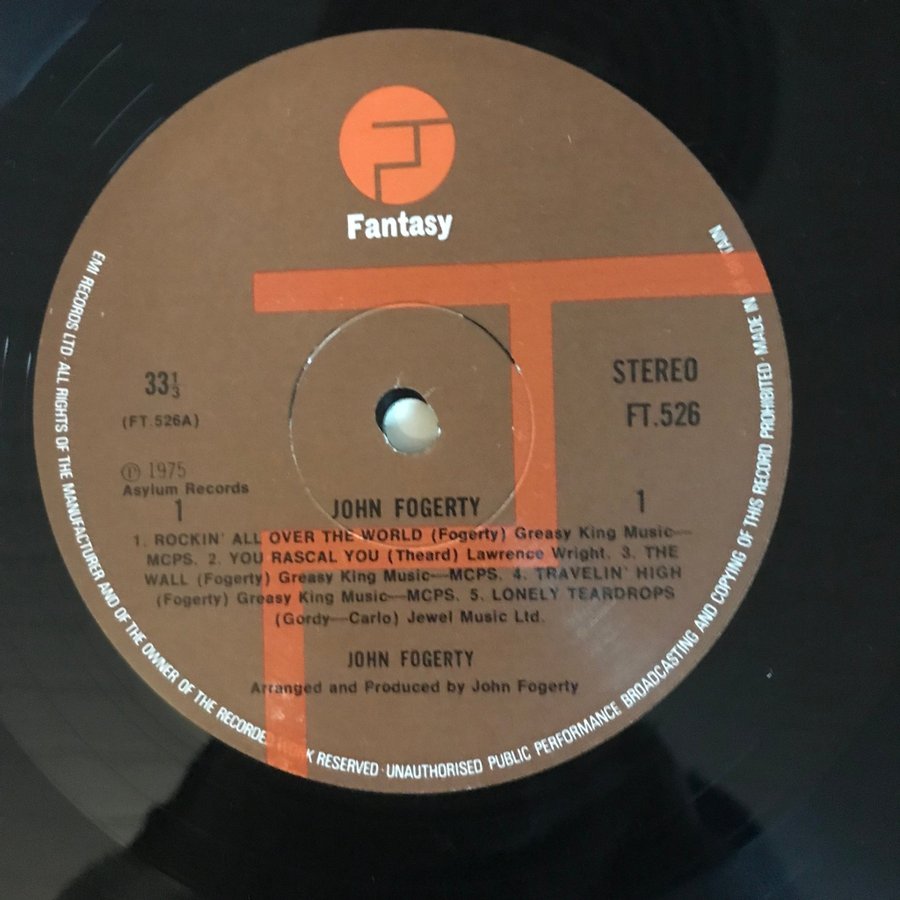 Fantasy
33⅓
STEREO
(FT.526A)
FT.526
Ⓟ 1975
Asylum Records
1
JOHN FOGERTY
1
1. ROCKIN' ALL OVER THE WORLD (Fogerty) Greasy King Music—
MCPS. 2. YOU RASCAL YOU (Theard) Lawrence Wright. 3. THE
WALL (Fogerty) Greasy King Music—MCPS. 4. TRAVELIN' HIGH
(Fogerty) Greasy King Music—MCPS. 5. LONELY TEARDROPS
(Gordy—Carlo) Jewel Music Ltd.
JOHN FOGERTY
Arranged and Produced by John Fogerty
EMI RECORDS LTD · ALL RIGHTS OF THE MANUFACTURER AND OF THE OWNER OF THE RECORDED WORK RESERVED · UNAUTHORISED PUBLIC PERFORMANCE BROADCASTING AND COPYING OF THIS RECORD PROHIBITED · MADE IN